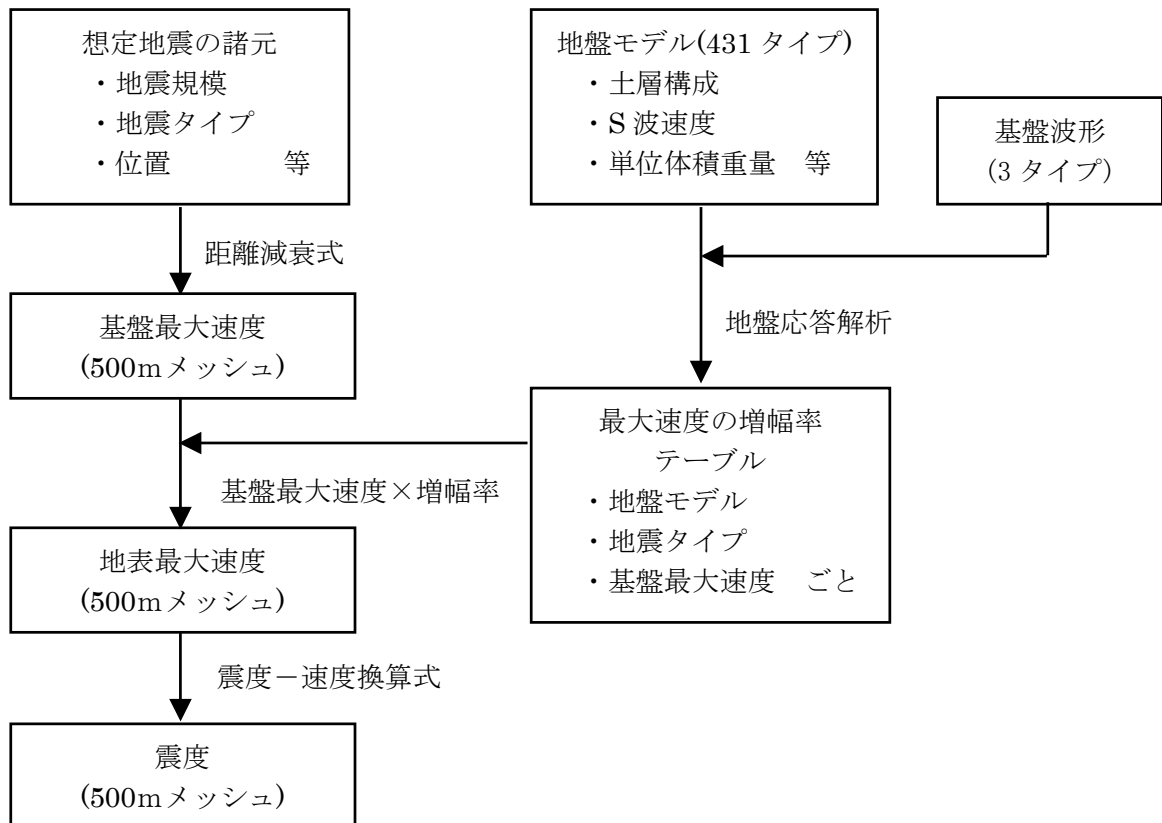 想定地震の諸元
・地震規模
・地震タイプ
・位置　　　　等
地盤モデル(431 タイプ)
・土層構成
・S 波速度
・単位体積重量　等
基盤波形
(3 タイプ)
距離減衰式
地盤応答解析
基盤最大速度
(500mメッシュ)
最大速度の増幅率
テーブル
・地盤モデル
・地震タイプ
・基盤最大速度　ごと
基盤最大速度×増幅率
地表最大速度
(500mメッシュ)
震度－速度換算式
震度
(500mメッシュ)